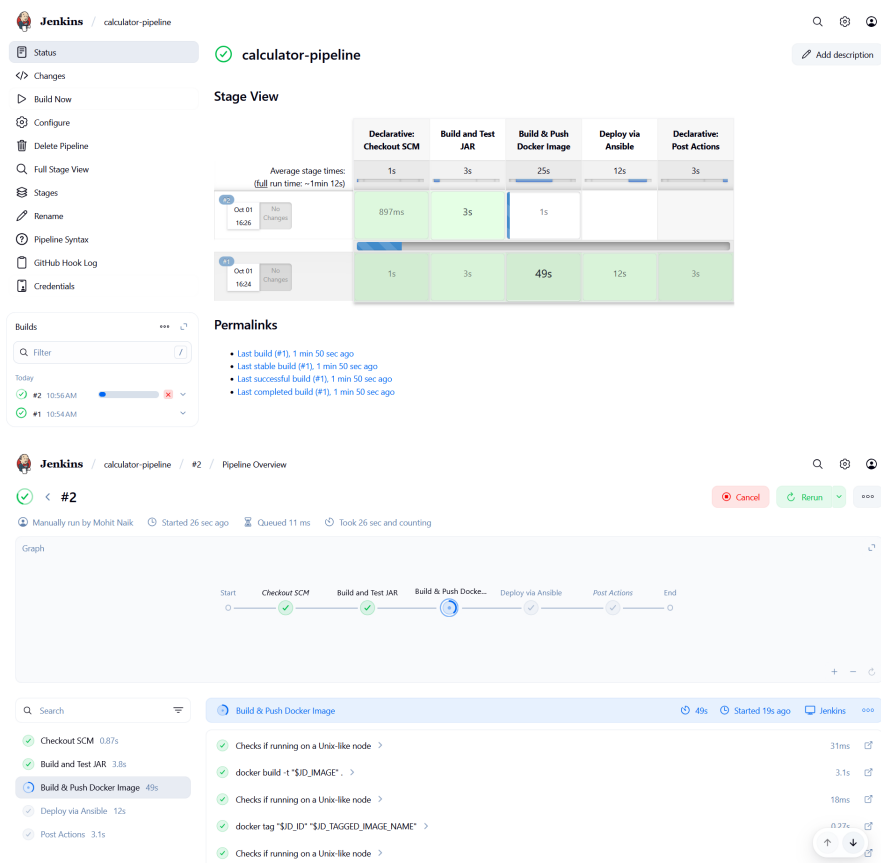 Jenkins / calculator-pipeline
Status
Changes
Build Now
Configure
Delete Pipeline
Full Stage View
Stages
Rename
Pipeline Syntax
GitHub Hook Log
Credentials
Builds
Filter /
Today
#2 10:56 AM
#1 10:54 AM
calculator-pipeline
Add description
Stage View
Declarative: Checkout SCM
Build and Test JAR
Build & Push Docker Image
Deploy via Ansible
Declarative: Post Actions
Average stage times: 1s 3s 25s 12s 3s
(full run time: ~1min 12s)
#2
Oct 01 16:26
No Changes
897ms 3s 1s
#1
Oct 01 16:24
No Changes
1s 3s 49s 12s 3s
Permalinks
Last build (#1), 1 min 50 sec ago
Last stable build (#1), 1 min 50 sec ago
Last successful build (#1), 1 min 50 sec ago
Last completed build (#1), 1 min 50 sec ago
Jenkins / calculator-pipeline / #2 / Pipeline Overview
#2
Cancel
Rerun
Manually run by Mohit Naik Started 26 sec ago Queued 11 ms Took 26 sec and counting
Graph
Start Checkout SCM Build and Test JAR Build & Push Docke... Deploy via Ansible Post Actions End
Search
Checkout SCM 0.87s
Build and Test JAR 3.8s
Build & Push Docker Image 49s
Deploy via Ansible 12s
Post Actions 3.1s
Build & Push Docker Image 49s Started 19s ago Jenkins
Checks if running on a Unix-like node 31ms
docker build -t "$JD_IMAGE" . 3.1s
Checks if running on a Unix-like node 18ms
docker tag "$JD_ID" "$JD_TAGGED_IMAGE_NAME" 0.27s
Checks if running on a Unix-like node